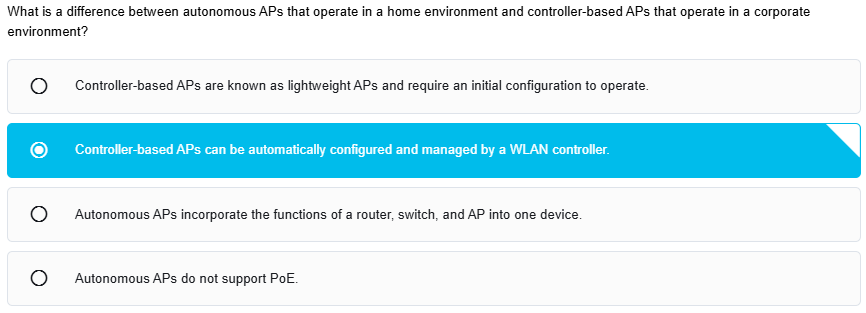 What is a difference between autonomous APs that operate in a home environment and controller-based APs that operate in a corporate
environment?
Controller-based APs are known as lightweight APs and require an initial configuration to operate.
Controller-based APs can be automatically configured and managed by a WLAN controller.
Autonomous APs incorporate the functions of a router, switch, and AP into one device.
Autonomous APs do not support PoE.